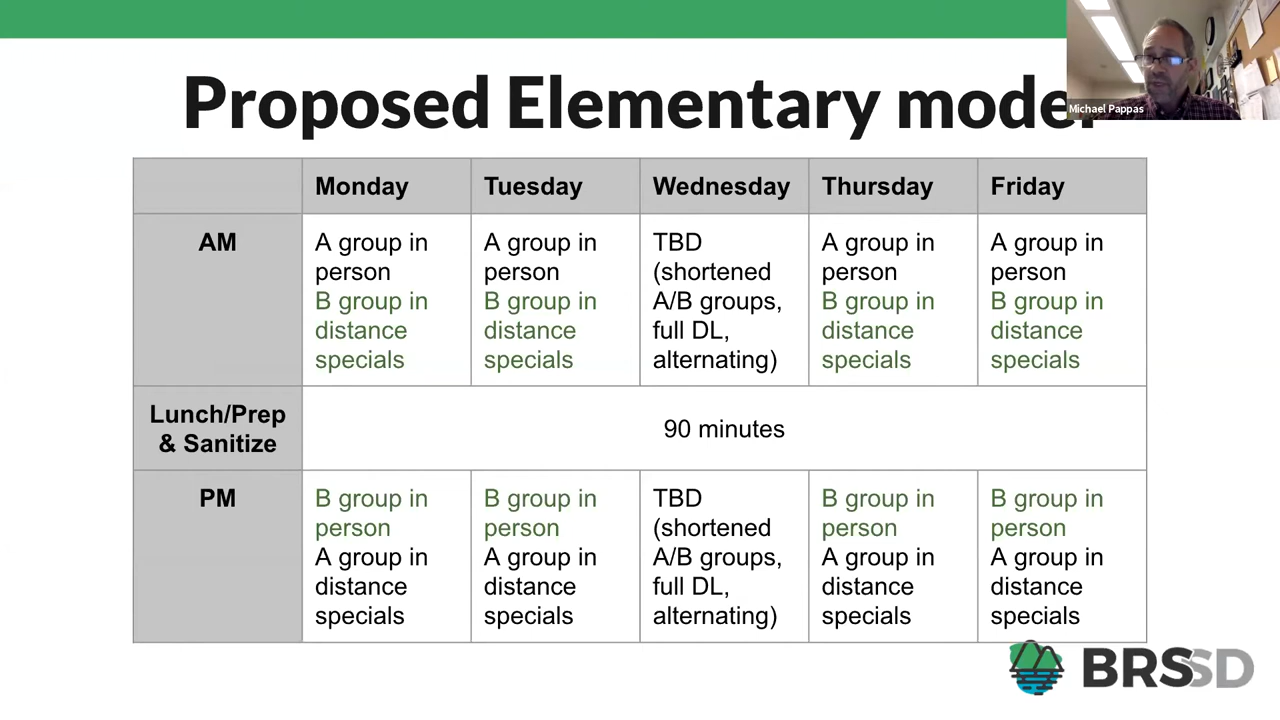 Proposed Elementary model
Michael Pappas
Monday Tuesday Wednesday Thursday Friday
AM
A group in person
B group in distance specials
A group in person
B group in distance specials
TBD (shortened A/B groups, full DL, alternating)
A group in person
B group in distance specials
A group in person
B group in distance specials
Lunch/Prep & Sanitize
90 minutes
PM
B group in person
A group in distance specials
B group in person
A group in distance specials
TBD (shortened A/B groups, full DL, alternating)
B group in person
A group in distance specials
B group in person
A group in distance specials
BRSSD